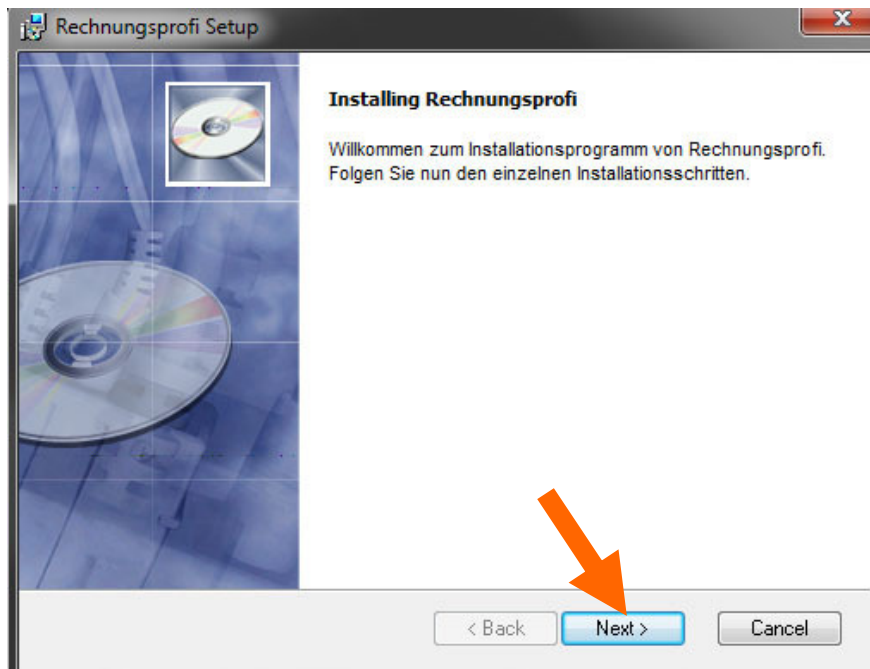 Rechnungsprofi Setup
Installing Rechnungsprofi
Willkommen zum Installationsprogramm von Rechnungsprofi.
Folgen Sie nun den einzelnen Installationsschritten.
< Back Next > Cancel